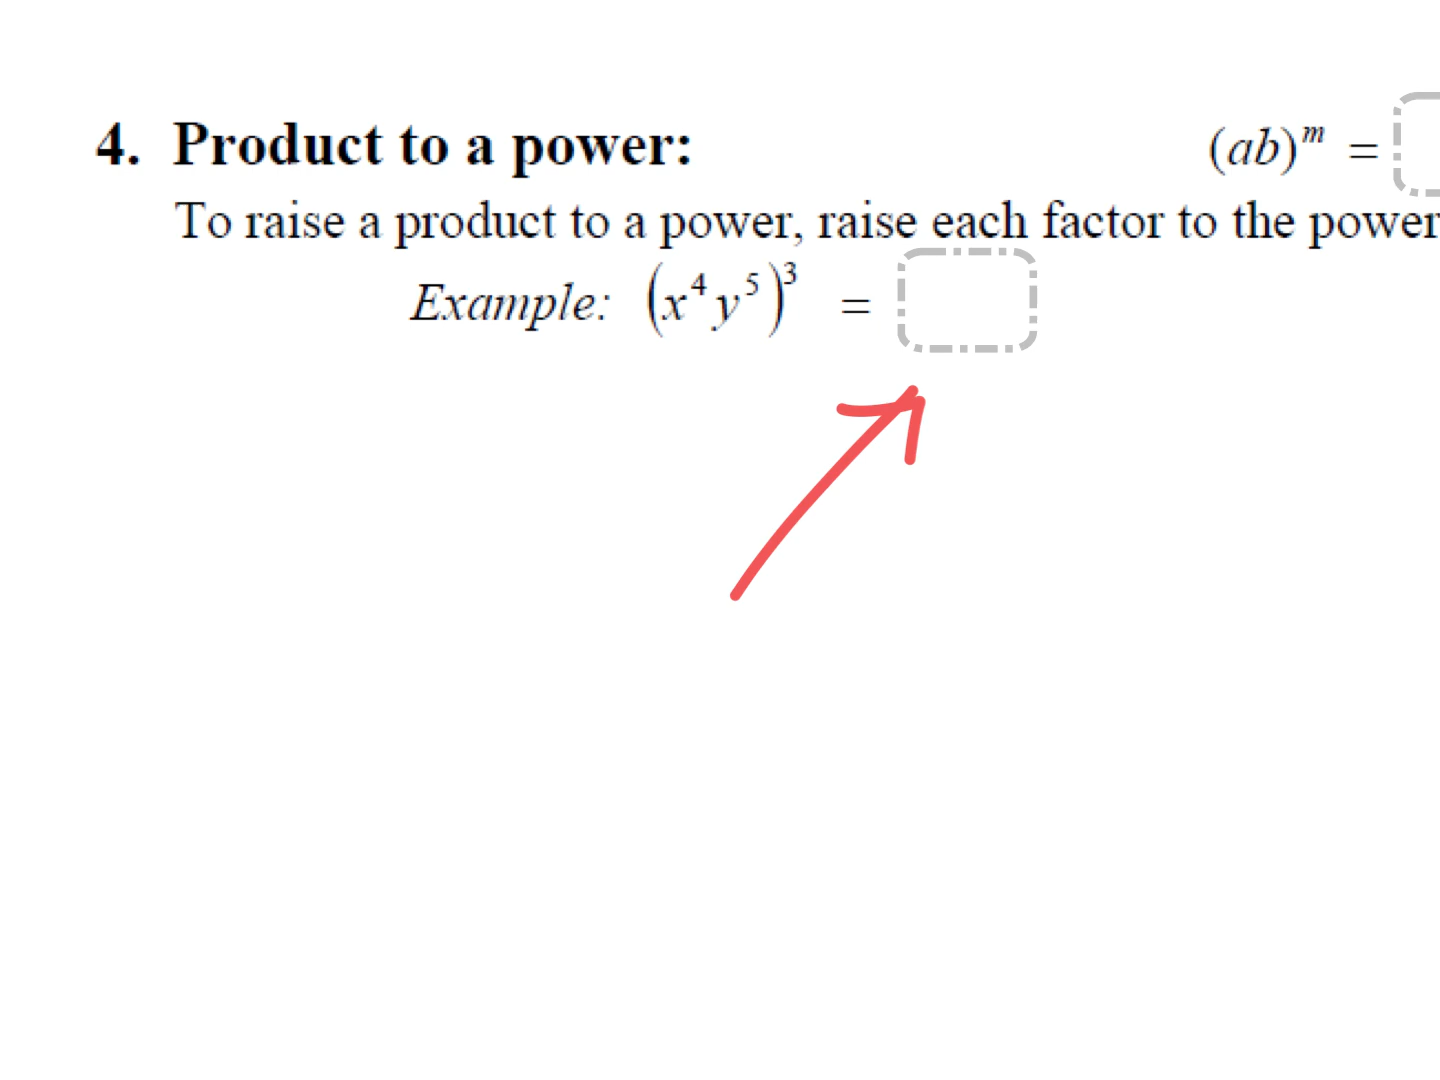 4. Product to a power: (ab)^m =
To raise a product to a power, raise each factor to the power
Example: (x^4 y^5)^3 =